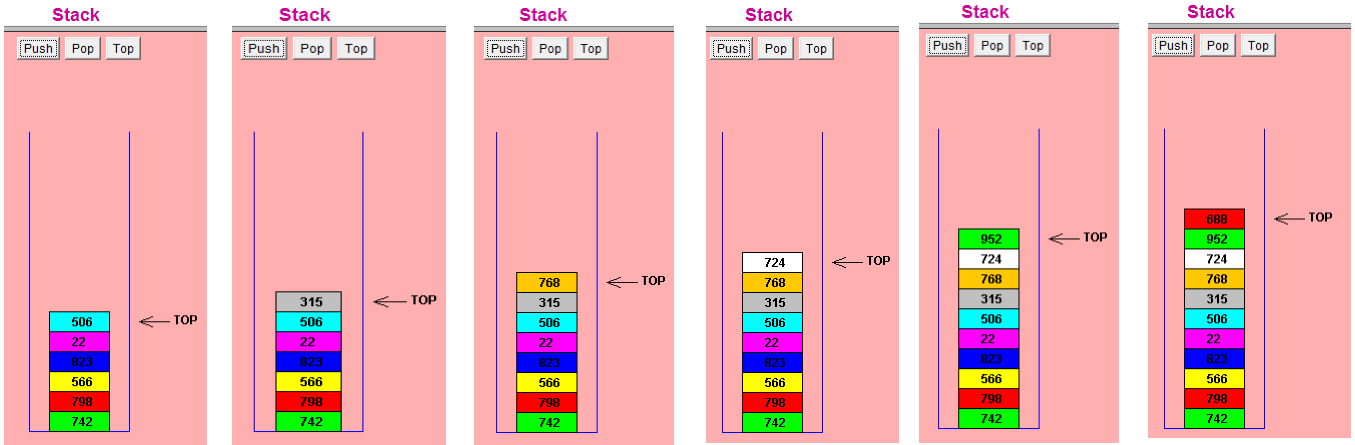 Stack
Push Pop Top
506 TOP
22
823
566
798
742
Stack
Push Pop Top
315 TOP
506
22
823
566
798
742
Stack
Push Pop Top
768 TOP
315
506
22
823
566
798
742
Stack
Push Pop Top
724 TOP
768
315
506
22
823
566
798
742
Stack
Push Pop Top
952 TOP
724
768
315
506
22
823
566
798
742
Stack
Push Pop Top
688 TOP
952
724
768
315
506
22
823
566
798
742